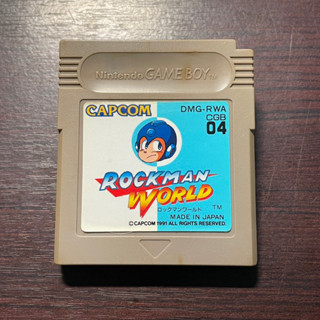 Nintendo GAME BOY
CAPCOM
DMG-RWA
CGB
04
ROCKMAN
WORLD
ロックマンワールド
TM
MADE IN JAPAN
©CAPCOM 1991 ALL RIGHTS RESERVED.